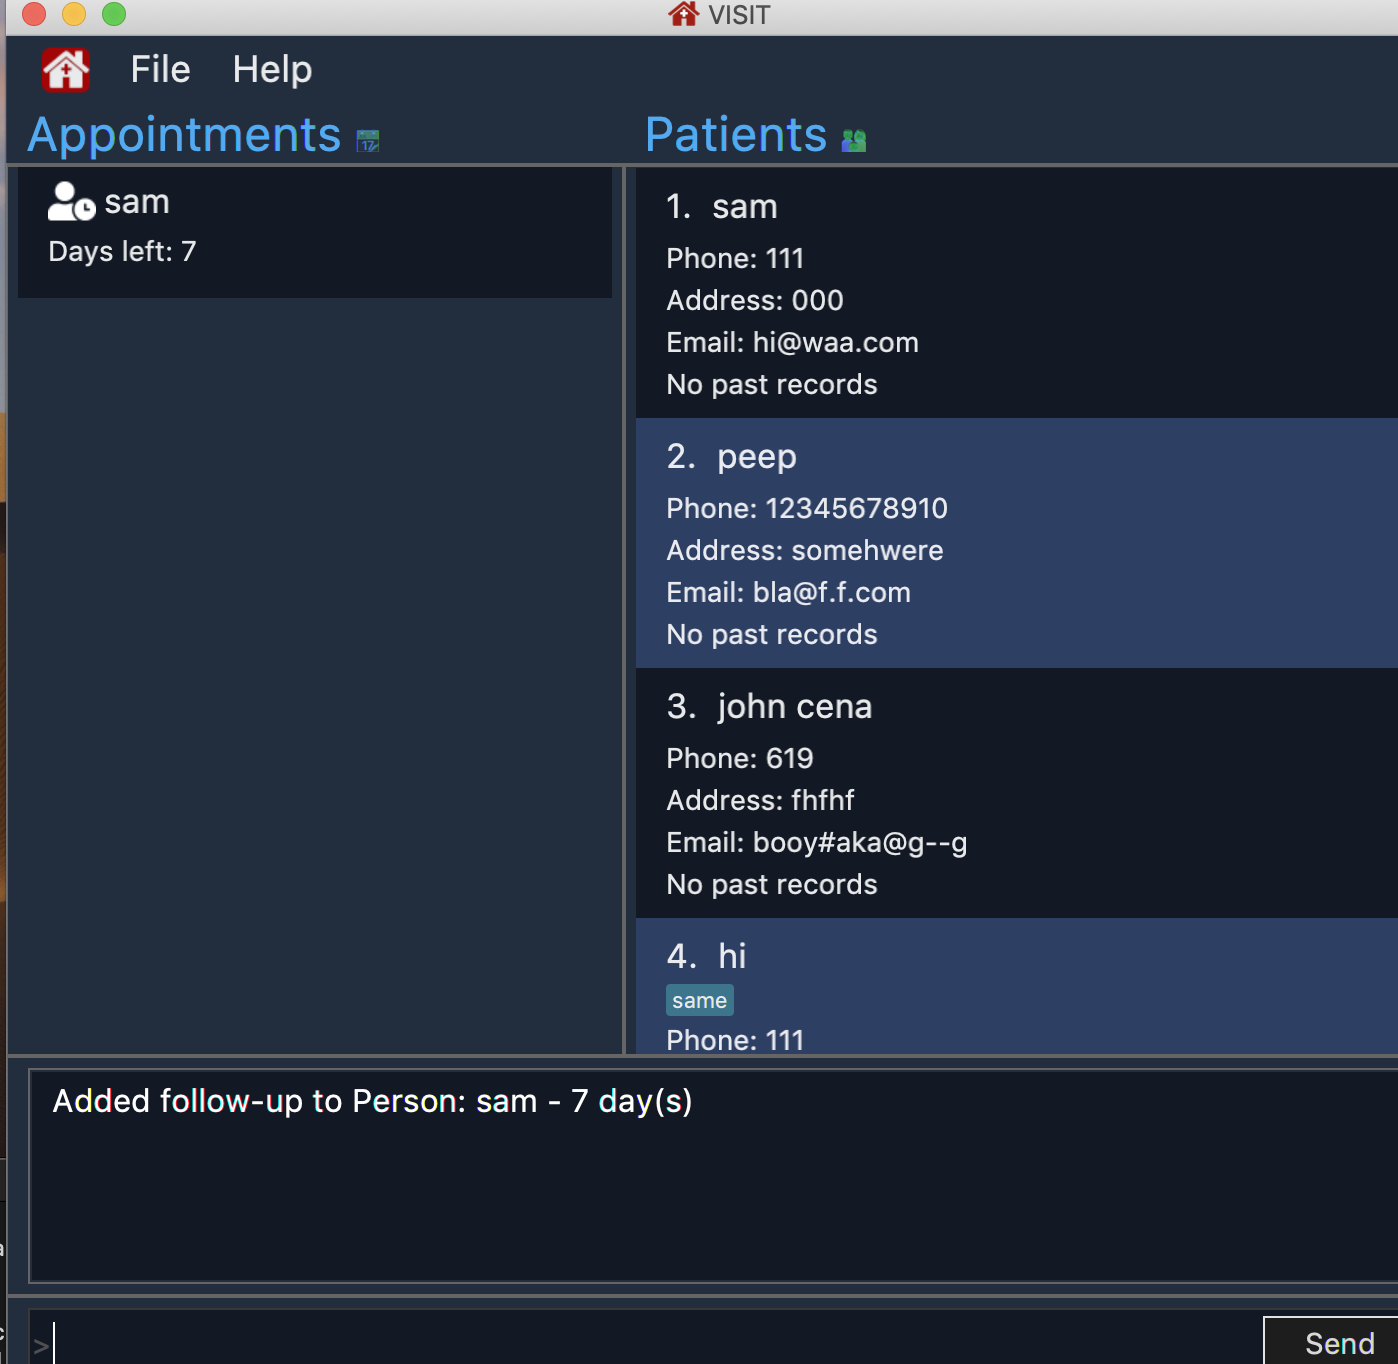 VISIT
File Help
Appointments
17
Patients
sam
Days left: 7
1. sam
Phone: 111
Address: 000
Email: hi@waa.com
No past records
2. peep
Phone: 12345678910
Address: somehwere
Email: bla@f.f.com
No past records
3. john cena
Phone: 619
Address: fhfhf
Email: booy#aka@g--g
No past records
4. hi
same
Phone: 111
Added follow-up to Person: sam - 7 day(s)
>
Send